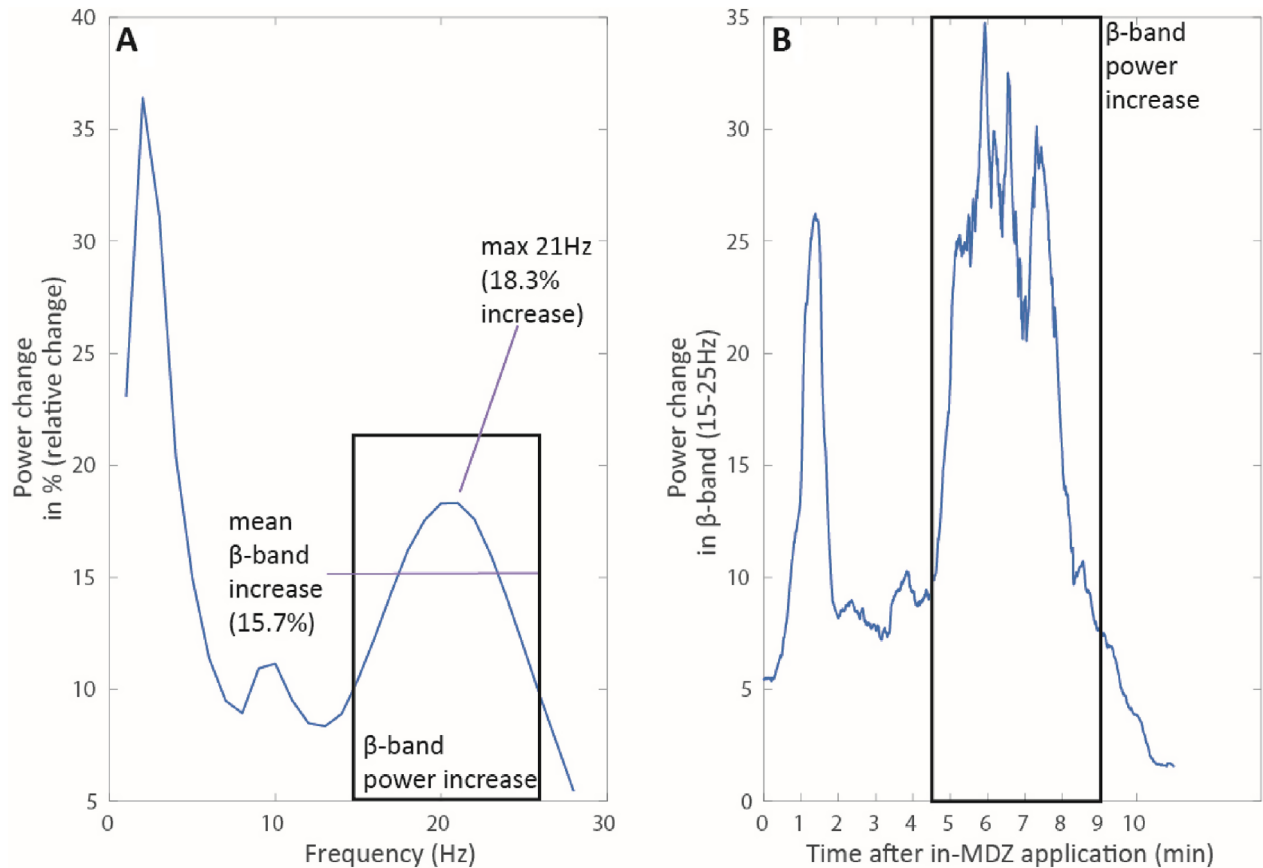 A
40
35
30
25
20
15
10
5
0
10
20
30
Power change
in % (relative change)
Frequency (Hz)
max 21Hz
(18.3%
increase)
mean
β-band
increase
(15.7%)
β-band
power increase
B
35
30
25
20
15
10
5
0
0
1
2
3
4
5
6
7
8
9
10
Power change
in β-band (15-25Hz)
Time after in-MDZ application (min)
β-band
power
increase